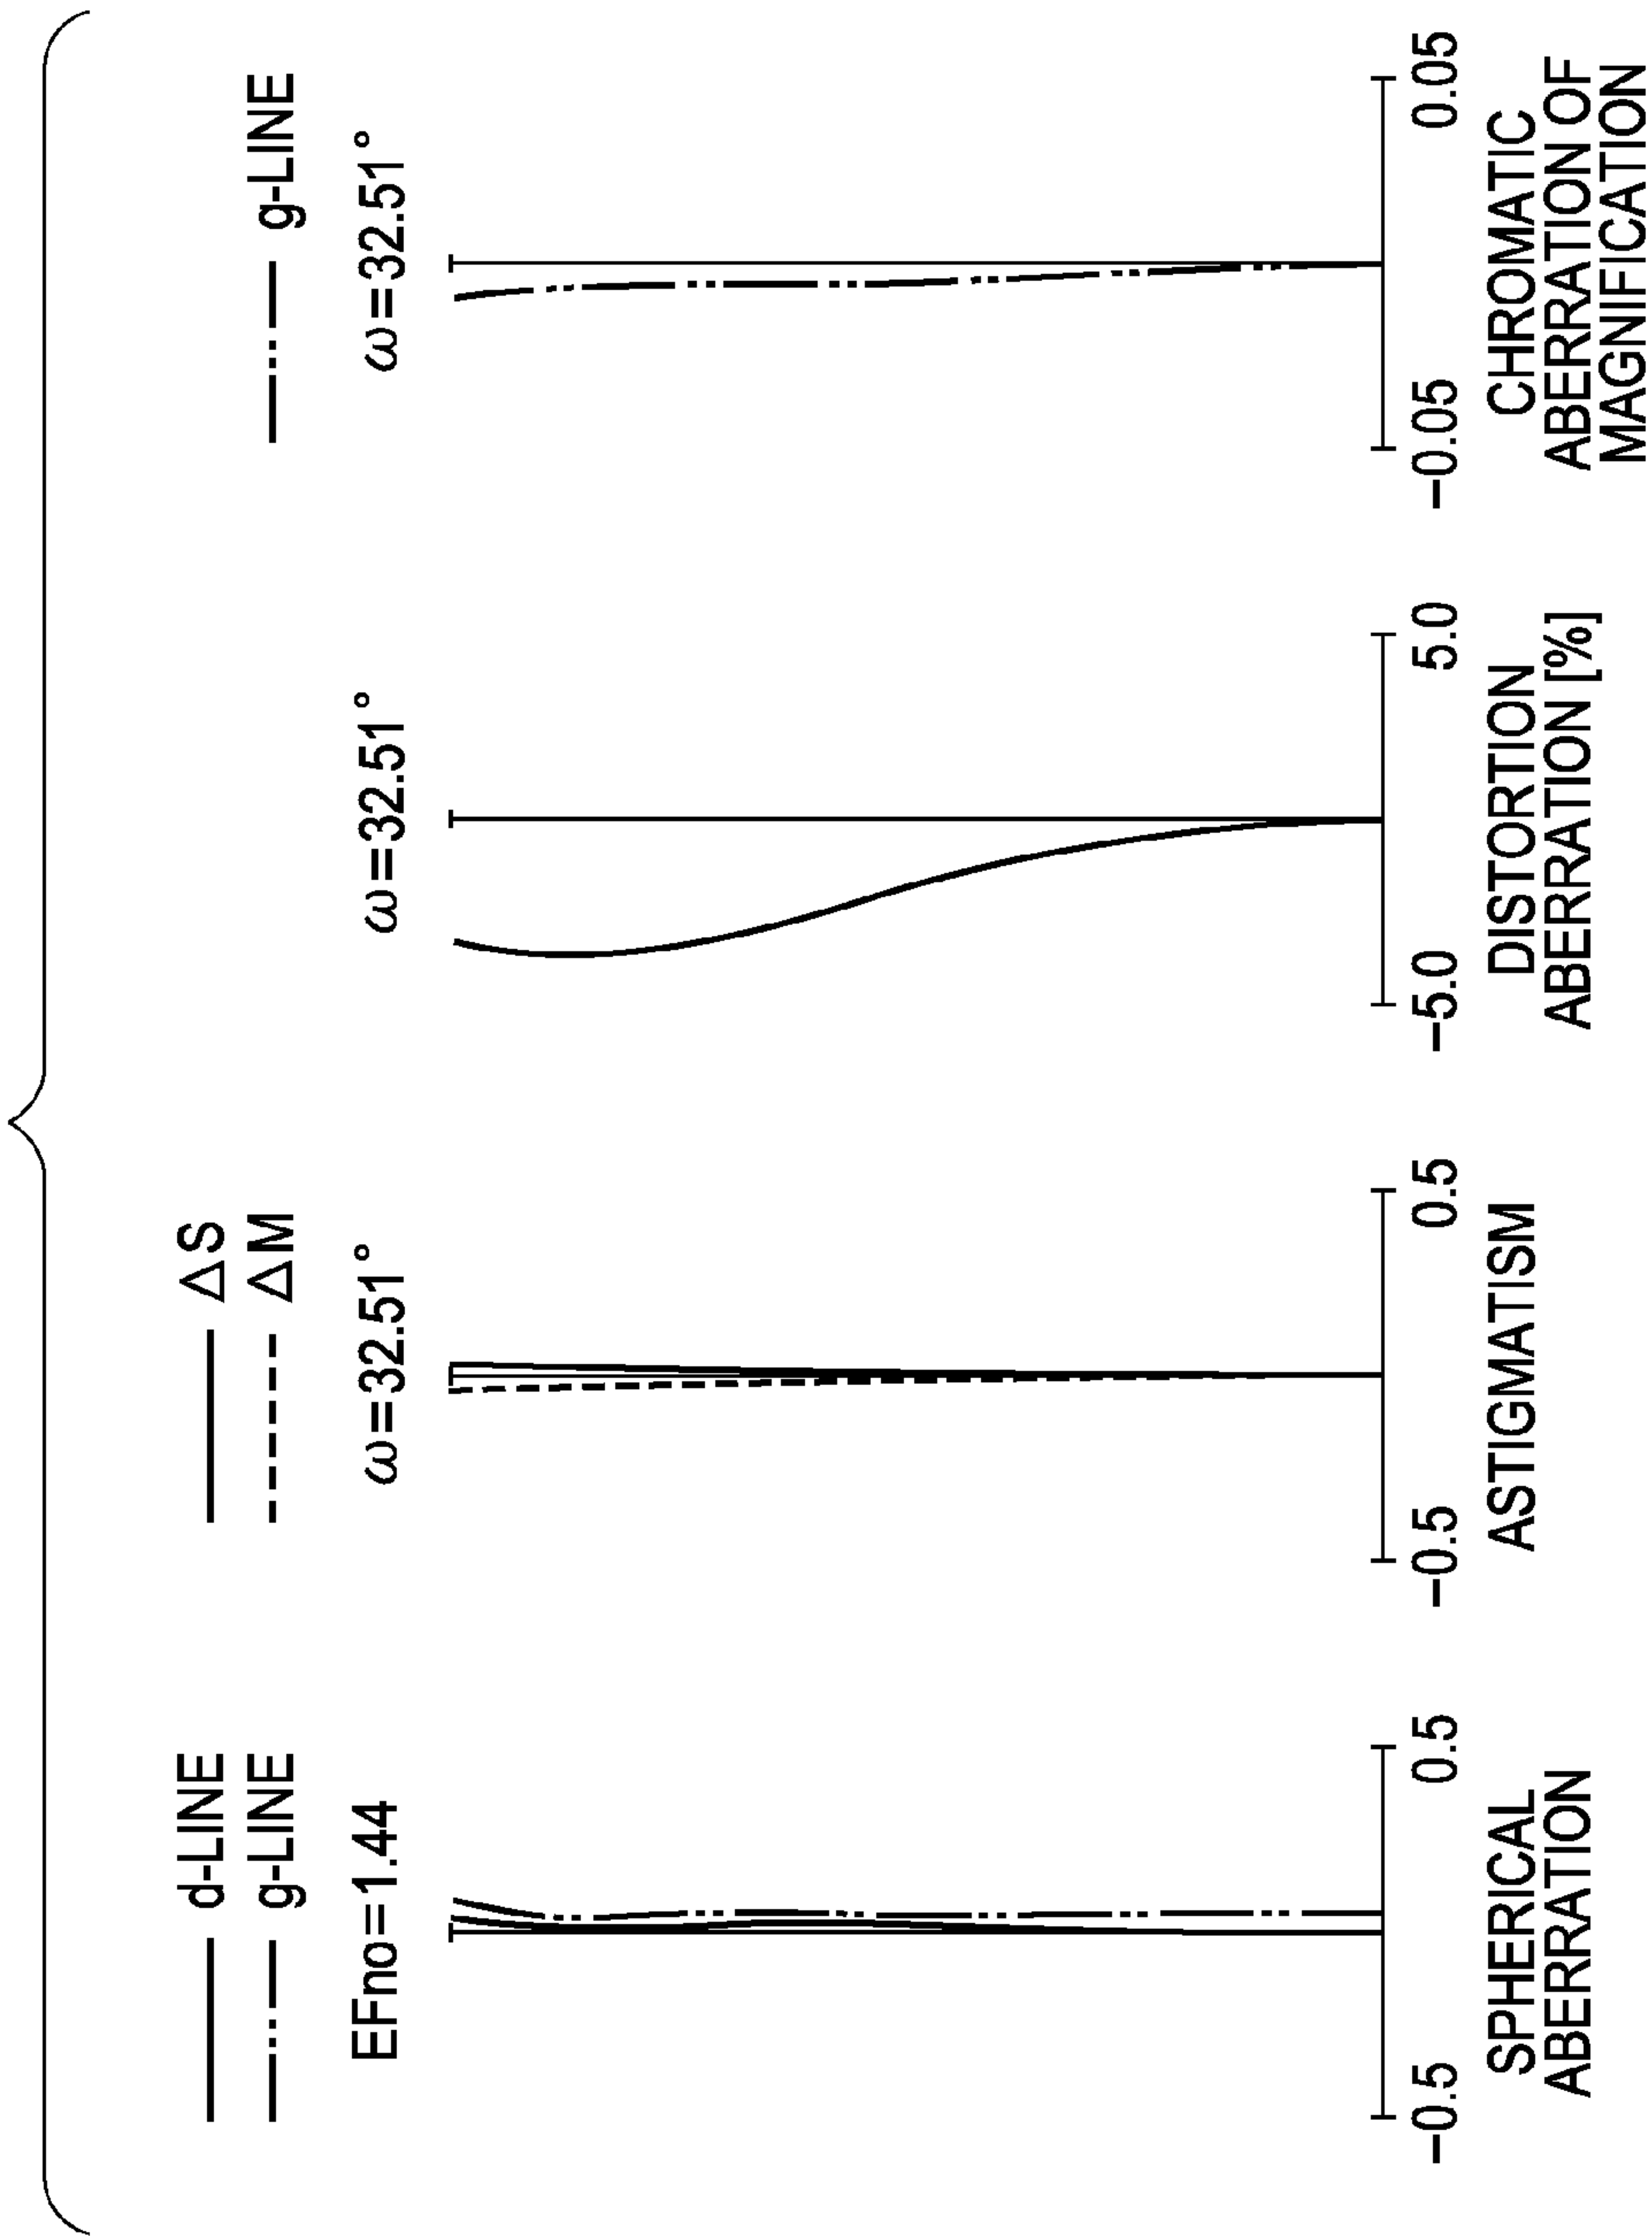 d-LINE
g-LINE
EFno=1.44
−0.5
0.5
SPHERICAL
ABERRATION
ΔS
ΔM
ω=32.51°
−0.5
0.5
ASTIGMATISM
ω=32.51°
−5.0
5.0
DISTORTION
ABERRATION [%]
g-LINE
ω=32.51°
−0.05
0.05
CHROMATIC
ABERRATION OF
MAGNIFICATION